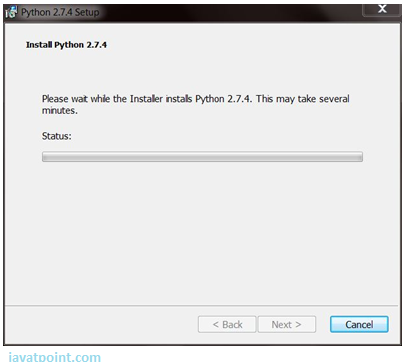 Python 2.7.4 Setup
X
Install Python 2.7.4
Please wait while the Installer installs Python 2.7.4. This may take several
minutes.
Status:
< Back
Next >
Cancel
javatpoint.com